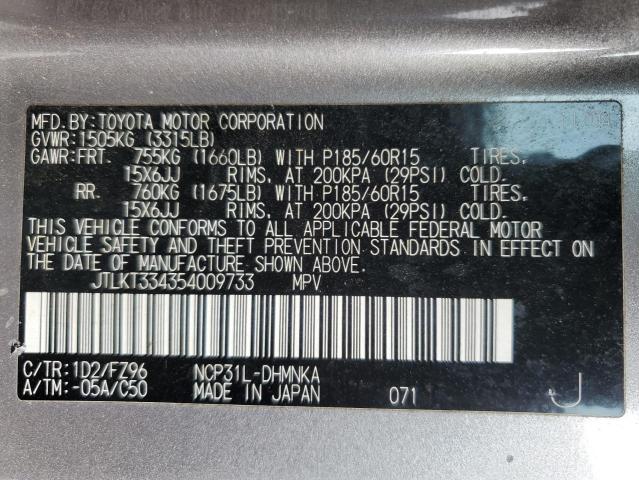 MFD.BY:TOYOTA MOTOR CORPORATION
GVWR:1505KG (3315LB)
GAWR:FRT. 755KG (1660LB) WITH P185/60R15 TIRES,
15X6JJ RIMS, AT 200KPA (29PSI) COLD.
RR. 760KG (1675LB) WITH P185/60R15 TIRES,
15X6JJ RIMS, AT 200KPA (29PSI) COLD.
THIS VEHICLE CONFORMS TO ALL APPLICABLE FEDERAL MOTOR
VEHICLE SAFETY AND THEFT PREVENTION STANDARDS IN EFFECT ON
THE DATE OF MANUFACTURE SHOWN ABOVE.
JTLKT334354009733 MPV
C/TR:1D2/FZ96 NCP31L-DHMNKA
A/TM:-05A/C50 MADE IN JAPAN 071 J